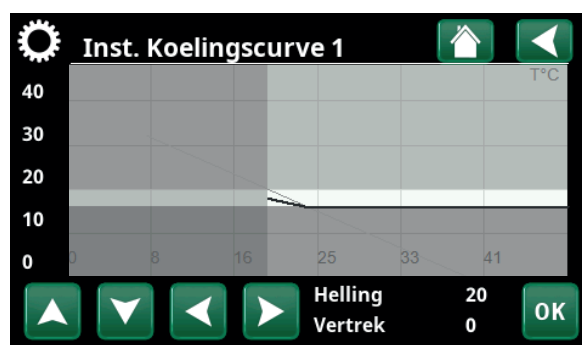 Inst. Koelingscurve 1
T°C
40
30
20
10
0
0 8 16 25 33 41
Helling 20
Vertrek 0
OK